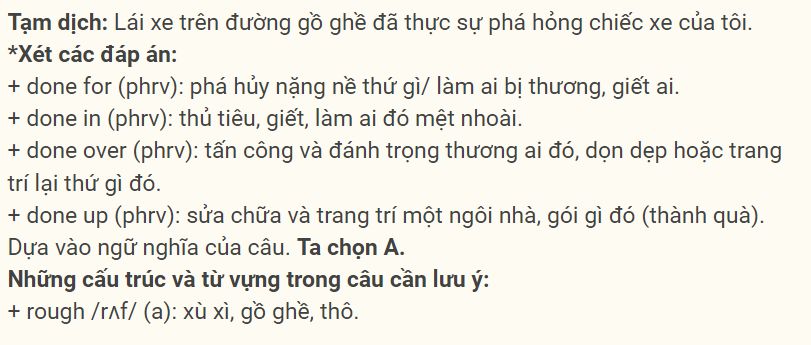 Tạm dịch: Lái xe trên đường gồ ghề đã thực sự phá hỏng chiếc xe của tôi.
*Xét các đáp án:
+ done for (phrv): phá hủy nặng nề thứ gì/ làm ai bị thương, giết ai.
+ done in (phrv): thủ tiêu, giết, làm ai đó mệt nhoài.
+ done over (phrv): tấn công và đánh trọng thương ai đó, dọn dẹp hoặc trang
trí lại thứ gì đó.
+ done up (phrv): sửa chữa và trang trí một ngôi nhà, gói gì đó (thành quà).
Dựa vào ngữ nghĩa của câu. Ta chọn A.
Những cấu trúc và từ vựng trong câu cần lưu ý:
+ rough /rʌf/ (a): xù xì, gồ ghề, thô.